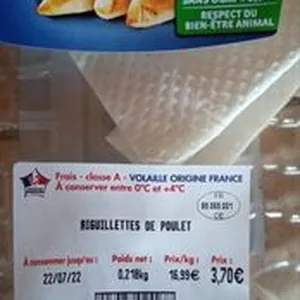 RESPECT DU
BIEN-ÊTRE ANIMAL
Frais - classe A - VOLAILLE ORIGINE FRANCE
À conserver entre 0°C et +4°C
FR
CE
AIGUILLETTES DE POULET
À consommer jusqu'au : Poids net : Prix/kg : Prix :
22/07/22 0.218kg 16.99€ 3,70€